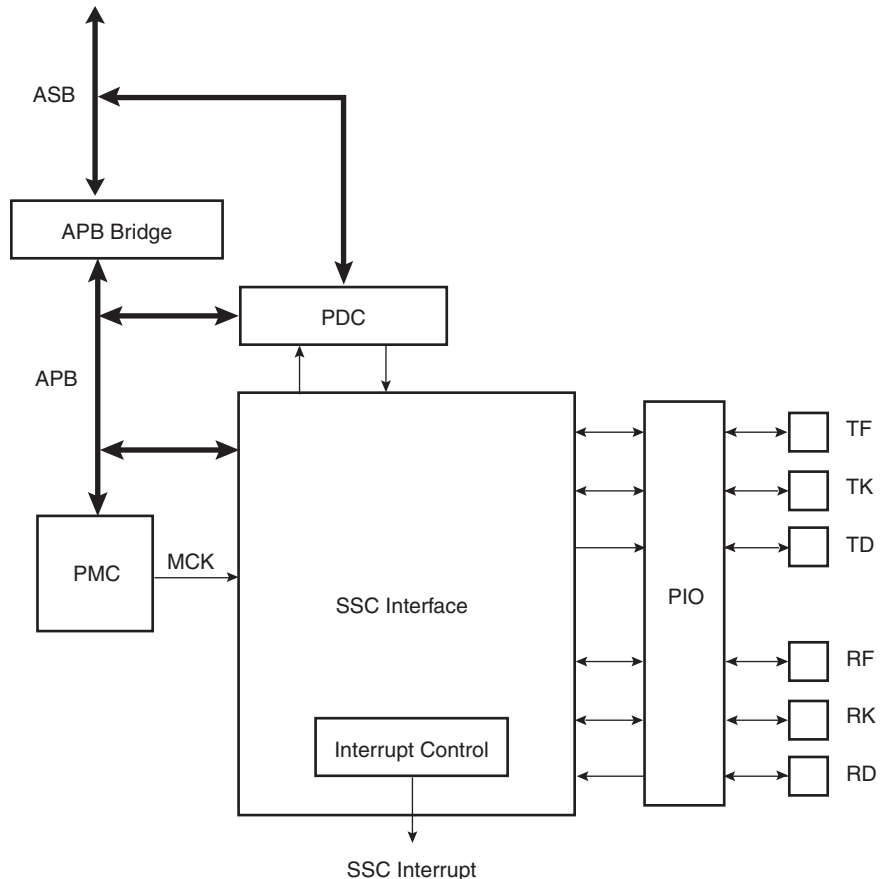 ASB
APB Bridge
PDC
APB
TF
TK
TD
PMC
MCK
SSC Interface
PIO
RF
RK
RD
Interrupt Control
SSC Interrupt